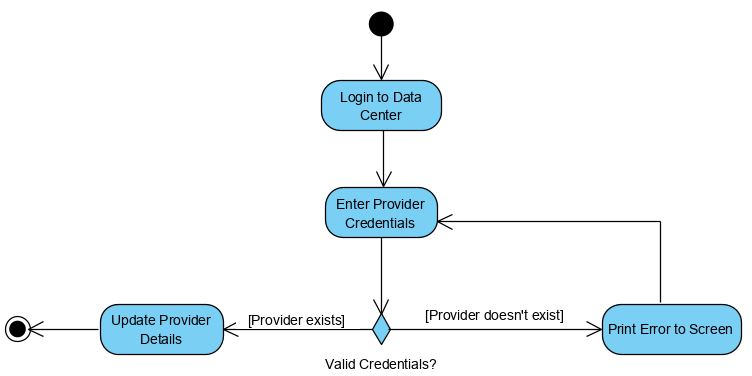 Login to Data
Center
Enter Provider
Credentials
[Provider exists]
[Provider doesn't exist]
Update Provider
Details
Print Error to Screen
Valid Credentials?